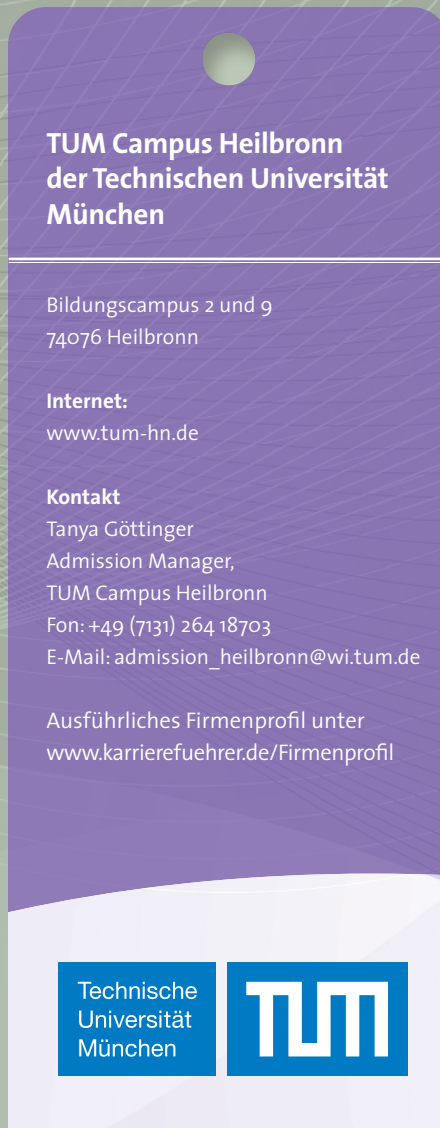 TUM Campus Heilbronn
der Technischen Universität
München
Bildungscampus 2 und 9
74076 Heilbronn
Internet:
www.tum-hn.de
Kontakt
Tanya Göttinger
Admission Manager,
TUM Campus Heilbronn
Fon: +49 (7131) 264 18703
E-Mail: admission_heilbronn@wi.tum.de
Ausführliches Firmenprofil unter
www.karrierefuehrer.de/Firmenprofil
Technische
Universität
München
TUM